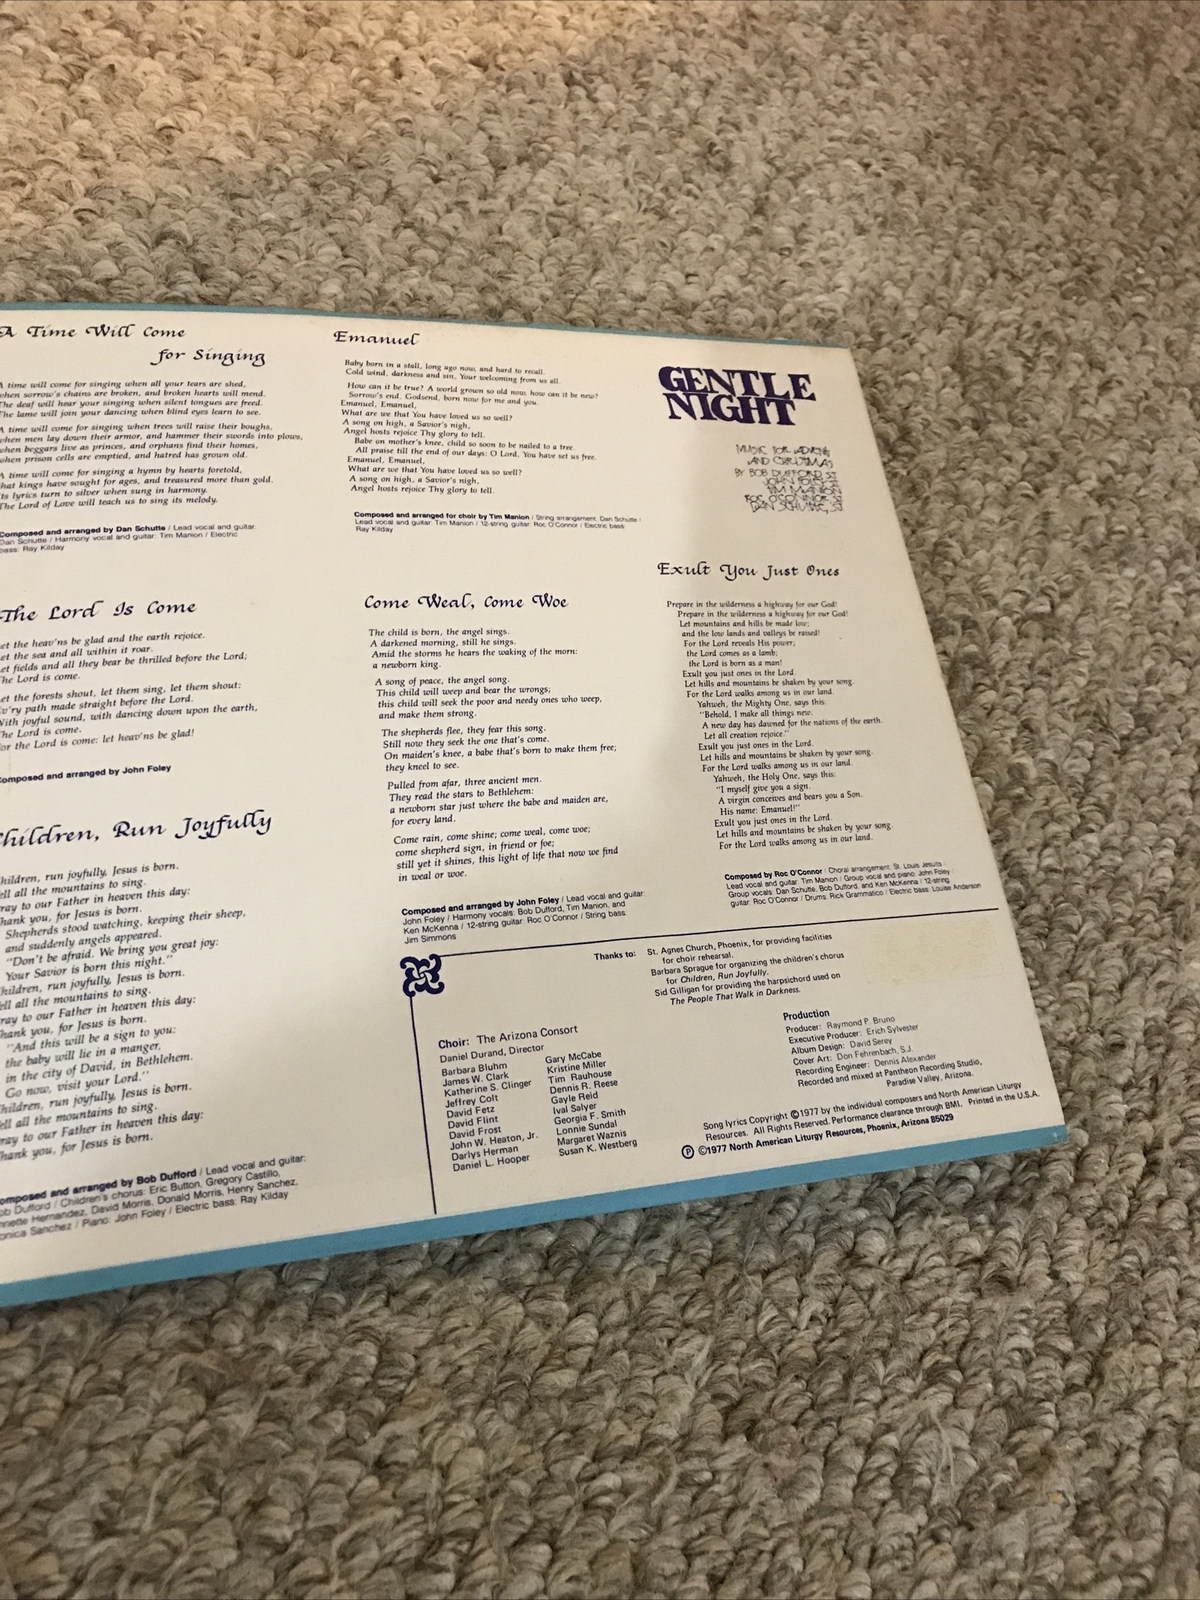 A Time Will Come
for Singing
A time will come for singing when all your tears are shed,
when sorrow's chains are broken, and broken hearts will mend.
The deaf will hear your singing when silent tongues are freed.
The lame will join your dancing when blind eyes learn to see.
A time will come for singing when trees will raise their boughs,
when men lay down their armor, and hammer their swords into plows,
when beggars live as princes, and orphans find their homes,
when prison cells are emptied, and hatred has grown old.
A time will come for singing a hymn by hearts foretold,
that kings have sought for ages, and treasured more than gold.
Its lyrics turn to silver when sung in harmony.
The Lord of Love will teach us to sing its melody.
Composed and arranged by Dan Schutte / Lead vocal and guitar:
Dan Schutte / Harmony vocal and guitar: Tim Manion / Electric
bass: Ray Kilday
The Lord Is Come
et the heav'ns be glad and the earth rejoice.
et the sea and all within it roar.
et fields and all they bear be thrilled before the Lord;
The Lord is come.
et the forests shout, let them sing, let them shout:
v'ry path made straight before the Lord.
With joyful sound, with dancing down upon the earth,
The Lord is come.
or the Lord is come: let heav'ns be glad!
Composed and arranged by John Foley
Children, Run Joyfully
hildren, run joyfully, Jesus is born.
ell all the mountains to sing.
ray to our Father in heaven this day:
hank you, for Jesus is born.
Shepherds stood watching, keeping their sheep,
and suddenly angels appeared.
"Don't be afraid. We bring you great joy:
Your Savior is born this night."
hildren, run joyfully, Jesus is born.
ell all the mountains to sing.
ray to our Father in heaven this day:
hank you, for Jesus is born.
"And this will be a sign to you:
the baby will lie in a manger,
in the city of David, in Bethlehem.
Go now, visit your Lord."
hildren, run joyfully, Jesus is born.
ell all the mountains to sing.
ray to our Father in heaven this day:
hank you, for Jesus is born.
omposed and arranged by Bob Dufford / Lead vocal and guitar:
ob Dufford / Children's chorus: Eric Button, Gregory Castillo,
nnette Hernandez, David Morris, Donald Morris, Henry Sanchez,
onica Sanchez / Piano: John Foley / Electric bass: Ray Kilday
Emanuel
Baby born in a stall, long ago now, and hard to recall.
Cold wind, darkness and sin, Your welcoming from us all.
How can it be true? A world grown so old now, how can it be new?
Sorrow's end, Godsend, born now for me and you.
Emanuel, Emanuel,
What are we that You have loved us so well?
A song on high, a Savior's nigh,
Angel hosts rejoice Thy glory to tell.
Babe on mother's knee, child so soon to be nailed to a tree.
All praise till the end of our days: O Lord, You have set us free.
Emanuel, Emanuel,
What are we that You have loved us so well?
A song on high, a Savior's nigh,
Angel hosts rejoice Thy glory to tell.
Composed and arranged for choir by Tim Manion / String arrangement: Dan Schutte /
Lead vocal and guitar: Tim Manion / 12-string guitar: Roc O'Connor / Electric bass:
Ray Kilday
Come Weal, Come Woe
The child is born, the angel sings.
A darkened morning, still he sings.
Amid the storms he hears the waking of the morn:
a newborn king.
A song of peace, the angel song.
This child will weep and bear the wrongs;
this child will seek the poor and needy ones who weep,
and make them strong.
The shepherds flee, they fear this song.
Still now they seek the one that's come.
On maiden's knee, a babe that's born to make them free;
they kneel to see.
Pulled from afar, three ancient men.
They read the stars to Bethlehem:
a newborn star just where the babe and maiden are,
for every land.
Come rain, come shine; come weal, come woe;
come shepherd sign, in friend or foe;
still yet it shines, this light of life that now we find
in weal or woe.
Composed and arranged by John Foley / Lead vocal and guitar:
John Foley / Harmony vocals: Bob Dufford, Tim Manion, and
Ken McKenna / 12-string guitar: Roc O'Connor / String bass:
Jim Simmons
GENTLE
NIGHT
MUSIC FOR ADVENT
AND CHRISTMAS
BY BOB DUFFORD, SJ
JOHN FOLEY, SJ
TIM MANION
ROC O'CONNOR, SJ
DAN SCHUTTE, SJ
Exult You Just Ones
Prepare in the wilderness a highway for our God!
Prepare in the wilderness a highway for our God!
Let mountains and hills be made low;
and the low lands and valleys be raised!
For the Lord reveals His power;
the Lord comes as a lamb;
the Lord is born as a man!
Exult you just ones in the Lord.
Let hills and mountains be shaken by your song.
For the Lord walks among us in our land.
Yahweh, the Mighty One, says this:
"Behold, I make all things new.
A new day has dawned for the nations of the earth.
Let all creation rejoice."
Exult you just ones in the Lord.
Let hills and mountains be shaken by your song.
For the Lord walks among us in our land.
Yahweh, the Holy One, says this:
"I myself give you a sign.
A virgin conceives and bears you a Son.
His name: Emanuel!"
Exult you just ones in the Lord.
Let hills and mountains be shaken by your song.
For the Lord walks among us in our land.
Composed by Roc O'Connor / Choral arrangement: St. Louis Jesuits /
Lead vocal and guitar: Tim Manion / Group vocal and piano: John Foley /
Group vocals: Dan Schutte, Bob Dufford, and Ken McKenna / 12-string
guitar: Roc O'Connor / Drums: Rick Grammatico / Electric bass: Louise Anderson
Thanks to: St. Agnes Church, Phoenix, for providing facilities
for choir rehearsal.
Barbara Sprague for organizing the children's chorus
for Children, Run Joyfully.
Sid Gilligan for providing the harpsichord used on
The People That Walk in Darkness.
Choir: The Arizona Consort
Daniel Durand, Director
Barbara Bluhm
James W. Clark
Katherine S. Clinger
Jeffrey Colt
David Fetz
David Flint
David Frost
John W. Heaton, Jr.
Darlys Herman
Daniel L. Hooper
Gary McCabe
Kristine Miller
Tim Rauhouse
Dennis R. Reese
Gayle Reid
Ival Salyer
Georgia F. Smith
Lonnie Sundal
Margaret Waznis
Susan K. Westberg
Production
Producer: Raymond P. Bruno
Executive Producer: Erich Sylvester
Album Design: David Serey
Cover Art: Don Fehrenbach, S.J.
Recording Engineer: Dennis Alexander
Recorded and mixed at Pantheon Recording Studio,
Paradise Valley, Arizona.
Song lyrics Copyright ©1977 by the individual composers and North American Liturgy
Resources. All Rights Reserved. Performance clearance through BMI. Printed in the U.S.A.
℗ ©1977 North American Liturgy Resources, Phoenix, Arizona 85029